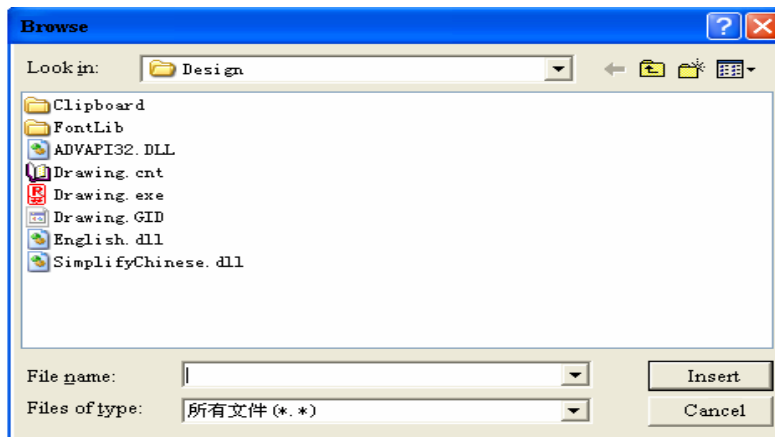 Browse
Look in: Design
Clipboard
FontLib
ADVAPI32.DLL
Drawing.cnt
Drawing.exe
Drawing.GID
English.dll
SimplifyChinese.dll
File name: Insert
Files of type: 所有文件(*.*) Cancel